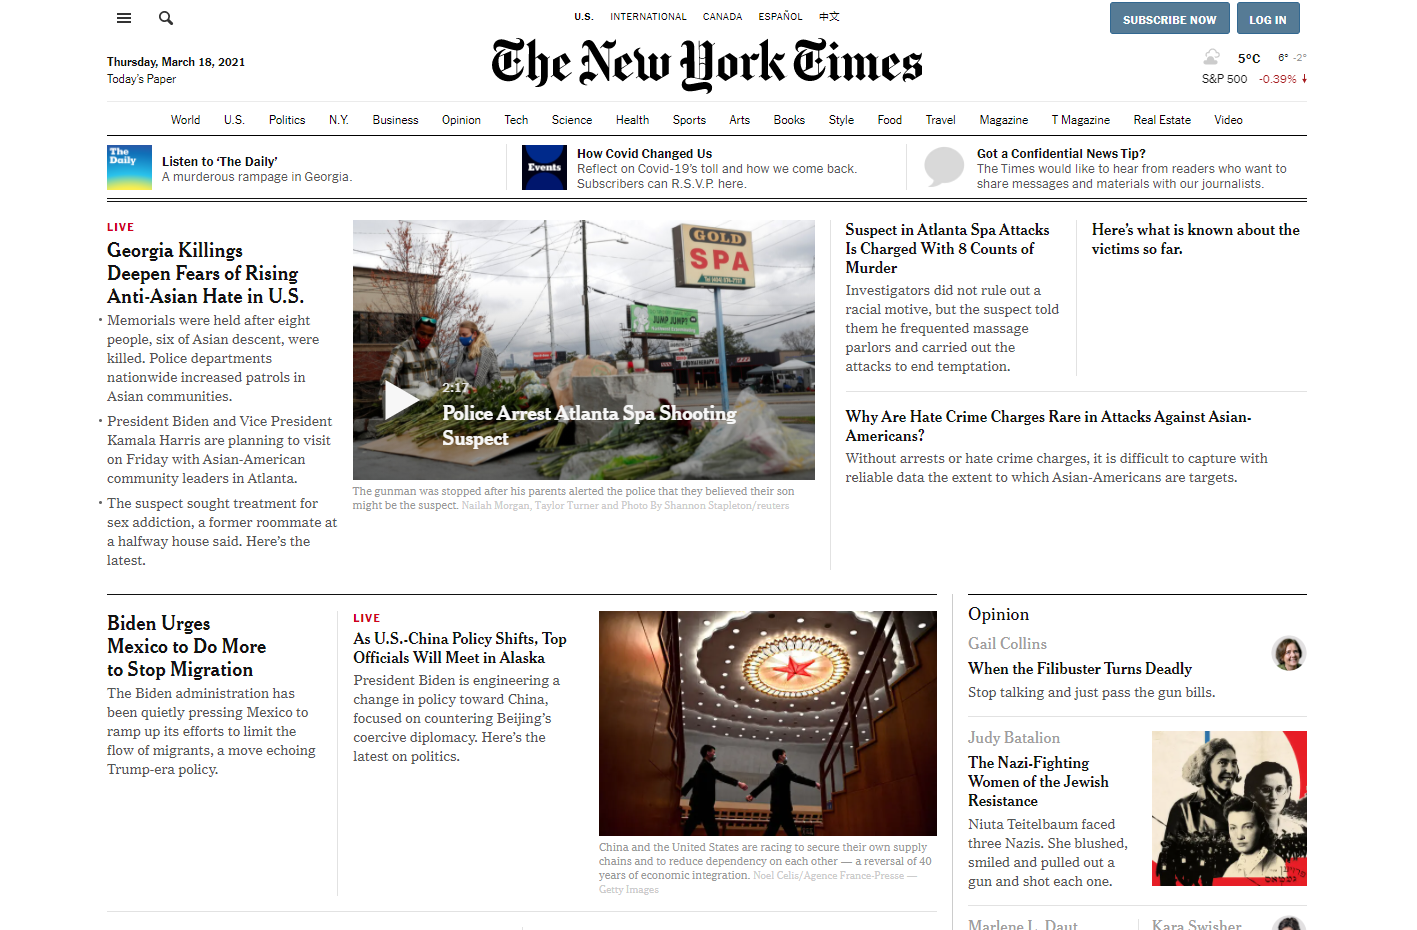 U.S. INTERNATIONAL CANADA ESPAÑOL 中文
SUBSCRIBE NOW LOG IN
Thursday, March 18, 2021
Today's Paper
The New York Times
5°C 6° -2°
S&P 500 -0.39% ↓
World U.S. Politics N.Y. Business Opinion Tech Science Health Sports Arts Books Style Food Travel Magazine T Magazine Real Estate Video
The
Daily
Listen to ‘The Daily’
A murderous rampage in Georgia.
Events
How Covid Changed Us
Reflect on Covid-19’s toll and how we come back.
Subscribers can R.S.V.P. here.
Got a Confidential News Tip?
The Times would like to hear from readers who want to
share messages and materials with our journalists.
LIVE
Georgia Killings
Deepen Fears of Rising
Anti-Asian Hate in U.S.
• Memorials were held after eight
people, six of Asian descent, were
killed. Police departments
nationwide increased patrols in
Asian communities.
• President Biden and Vice President
Kamala Harris are planning to visit
on Friday with Asian-American
community leaders in Atlanta.
• The suspect sought treatment for
sex addiction, a former roommate at
a halfway house said. Here’s the
latest.
GOLD
SPA
JUMP JUMP!
2:17
Police Arrest Atlanta Spa Shooting
Suspect
The gunman was stopped after his parents alerted the police that they believed their son
might be the suspect. Nailah Morgan, Taylor Turner and Photo By Shannon Stapleton/reuters
Suspect in Atlanta Spa Attacks
Is Charged With 8 Counts of
Murder
Investigators did not rule out a
racial motive, but the suspect told
them he frequented massage
parlors and carried out the
attacks to end temptation.
Here’s what is known about the
victims so far.
Why Are Hate Crime Charges Rare in Attacks Against Asian-
Americans?
Without arrests or hate crime charges, it is difficult to capture with
reliable data the extent to which Asian-Americans are targets.
Biden Urges
Mexico to Do More
to Stop Migration
The Biden administration has
been quietly pressing Mexico to
ramp up its efforts to limit the
flow of migrants, a move echoing
Trump-era policy.
LIVE
As U.S.-China Policy Shifts, Top
Officials Will Meet in Alaska
President Biden is engineering a
change in policy toward China,
focused on countering Beijing’s
coercive diplomacy. Here’s the
latest on politics.
China and the United States are racing to secure their own supply
chains and to reduce dependency on each other — a reversal of 40
years of economic integration. Noel Celis/Agence France-Presse —
Getty Images
Opinion
Gail Collins
When the Filibuster Turns Deadly
Stop talking and just pass the gun bills.
Judy Batalion
The Nazi-Fighting
Women of the Jewish
Resistance
Niuta Teitelbaum faced
three Nazis. She blushed,
smiled and pulled out a
gun and shot each one.
Marlene L. Daut
Kara Swisher